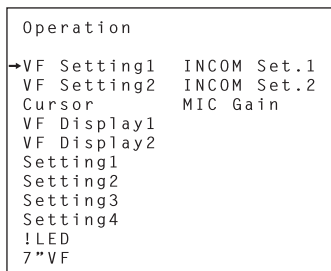 Operation
→VF Setting1 INCOM Set.1
VF Setting2 INCOM Set.2
Cursor MIC Gain
VF Display1
VF Display2
Setting1
Setting2
Setting3
Setting4
!LED
7”VF